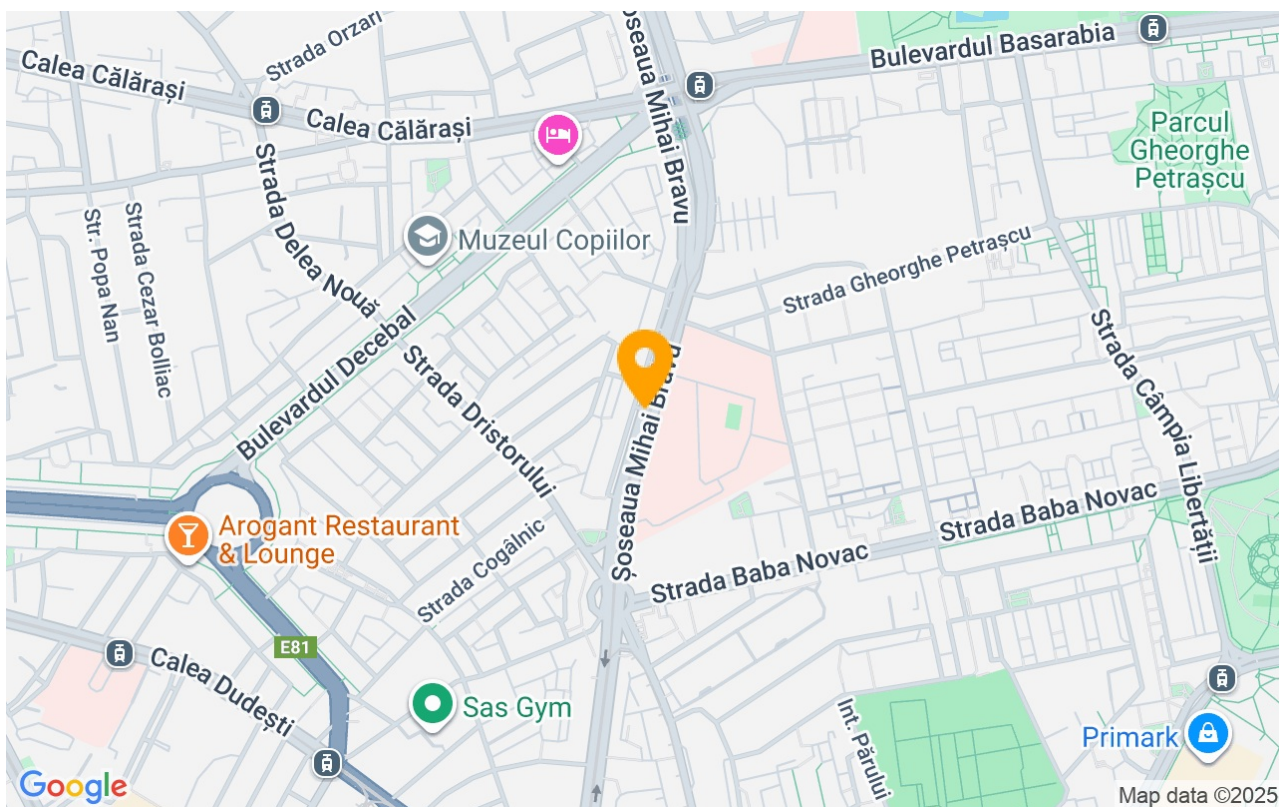 Strada Orzari
Calea Călărași
Calea Călărași
oseaua Mihai Bravu
Bulevardul Basarabia
Parcul
Gheorghe
Petrașcu
Str. Popa Nan
Strada Cezar Bolliac
Strada Delea Nouă
Muzeul Copiilor
Strada Gheorghe Petrașcu
Bulevardul Decebal
Strada Dristorului
Șoseaua Mihai Bravu
Strada Câmpia Libertății
Arogant Restaurant
& Lounge
Strada Cogâlnic
Strada Baba Novac
Strada Baba Novac
E81
Calea Dudești
Sas Gym
Int. Părului
Primark
Google
Map data ©2025